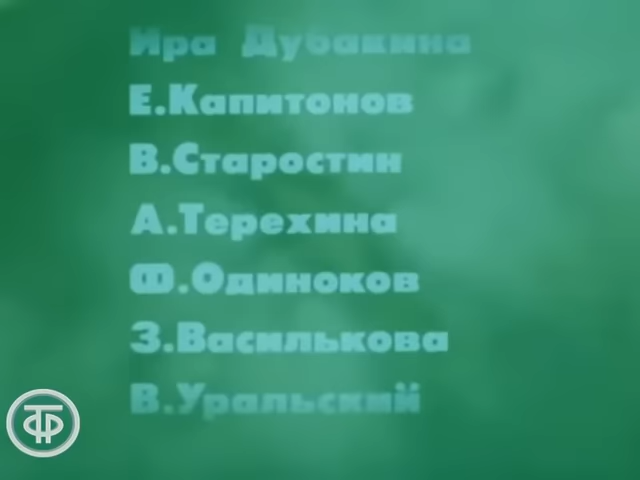 Ира Дубакина
Е.Капитонов
В.Старостин
А.Терехина
Ф.Одиноков
З.Василькова
В.Уральский